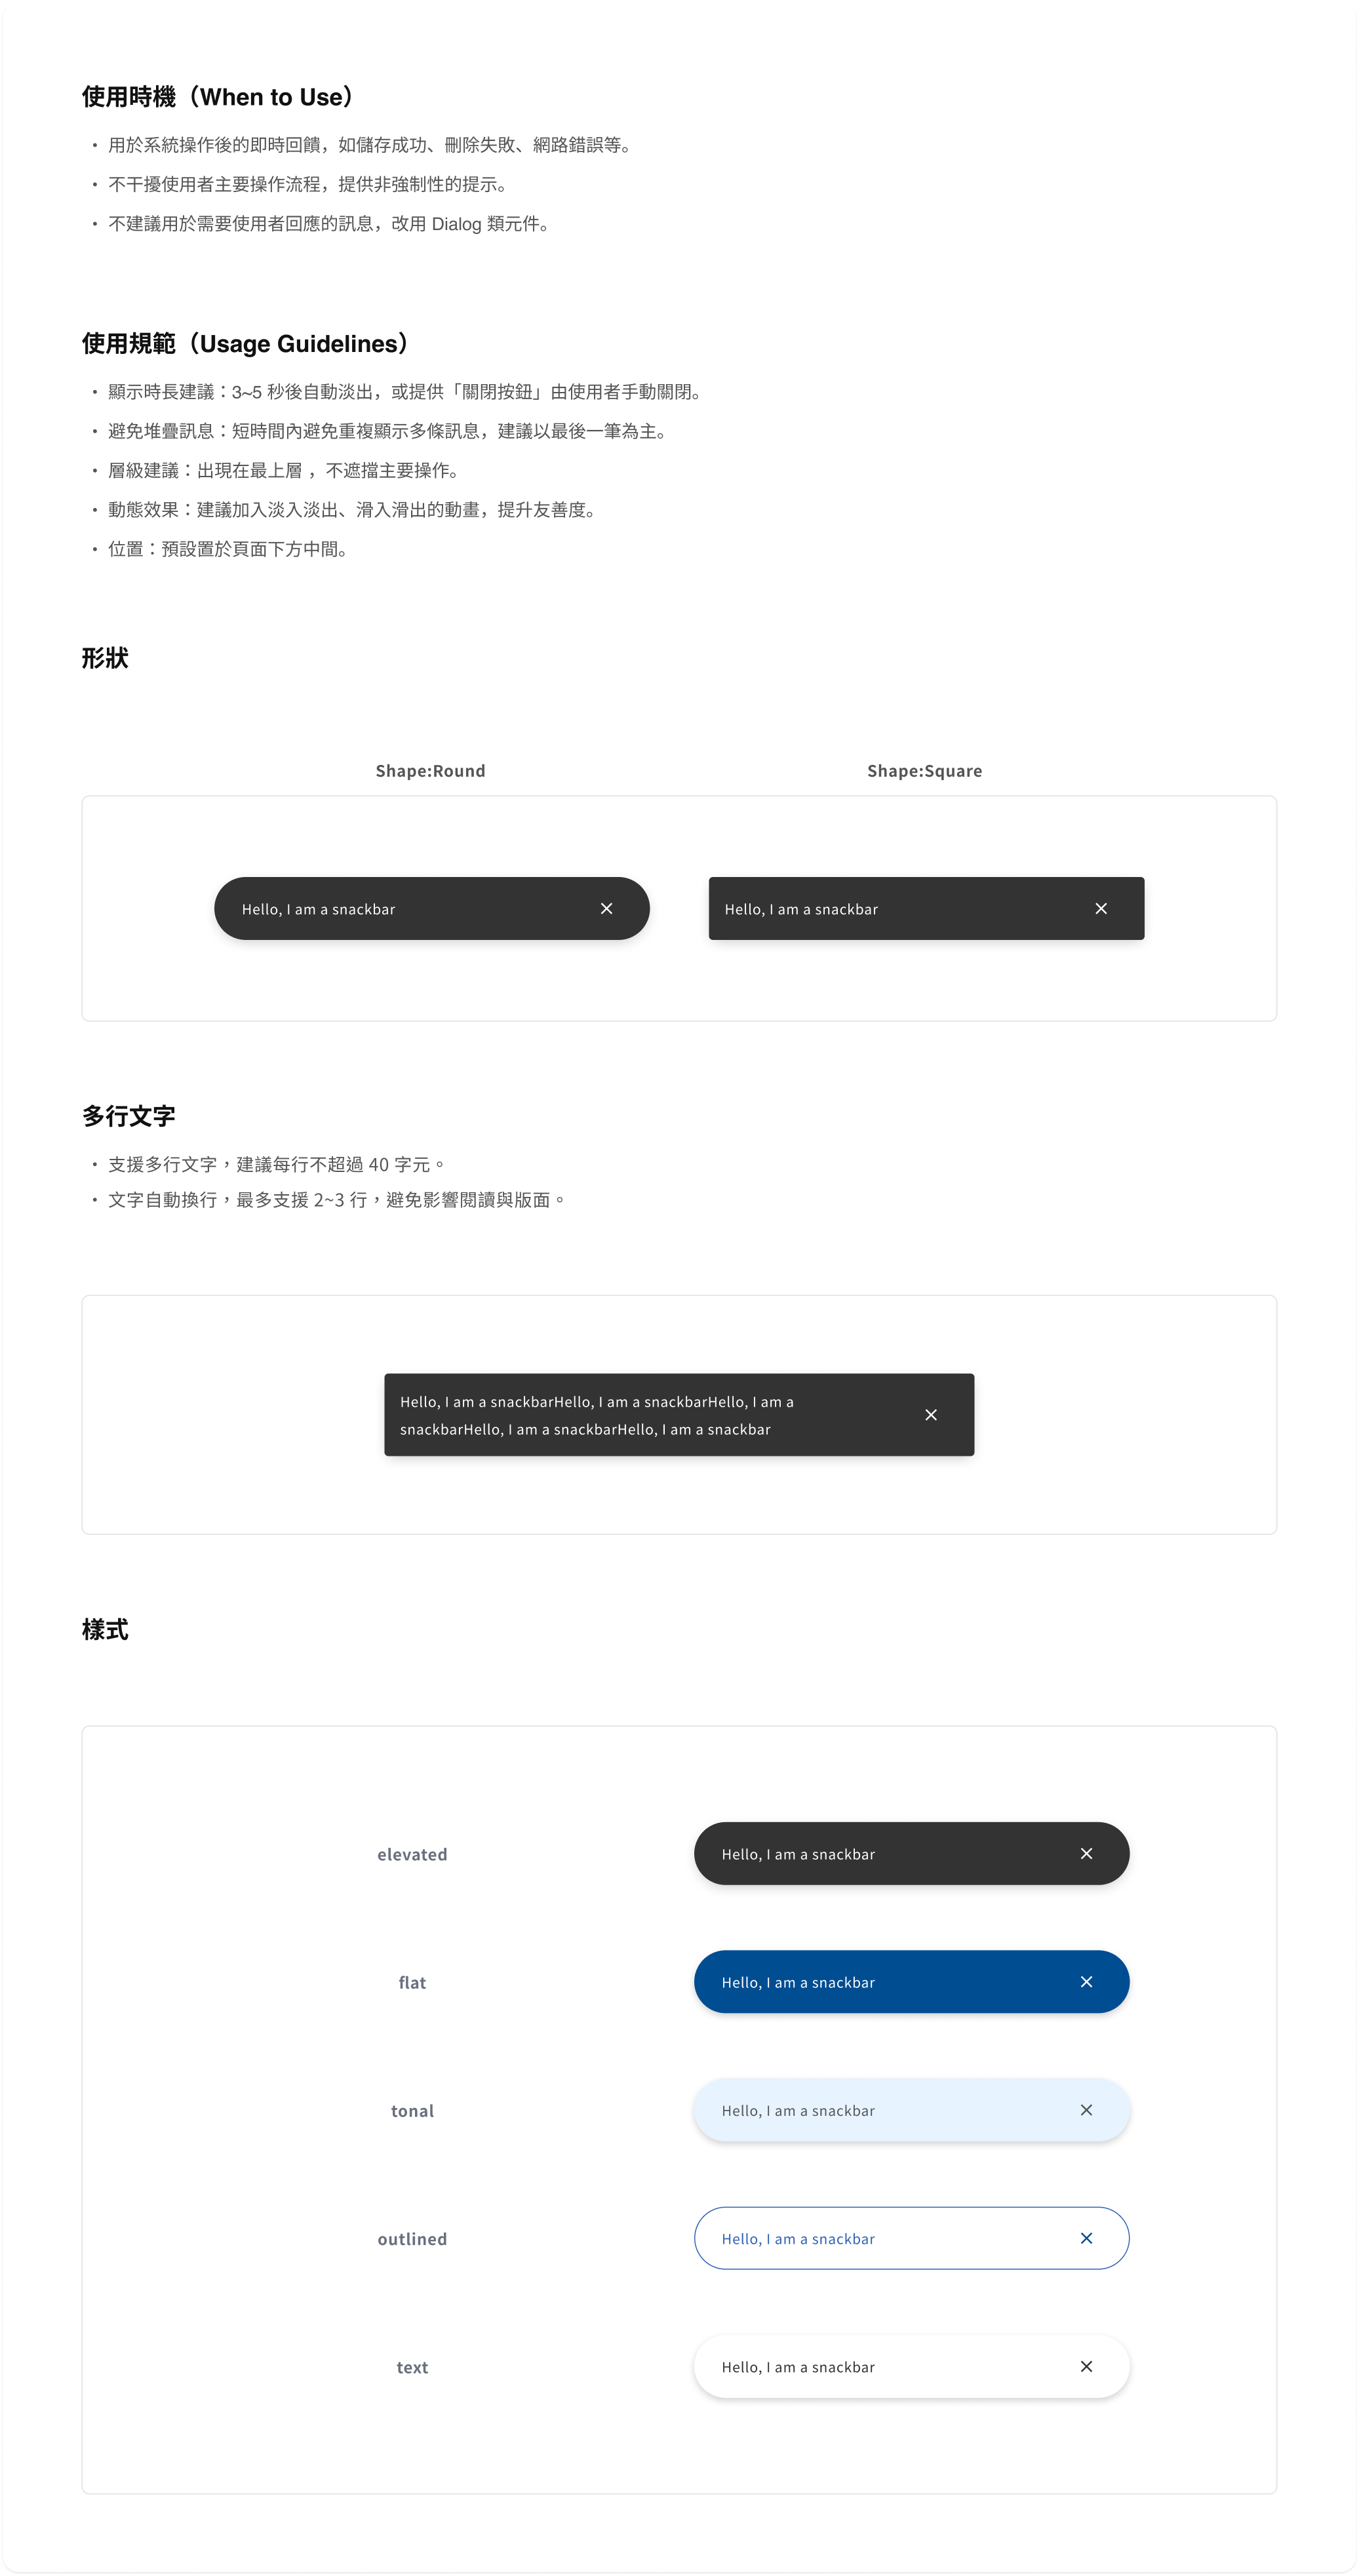 使用時機（When to Use）
• 用於系統操作後的即時回饋，如儲存成功、刪除失敗、網路錯誤等。
• 不干擾使用者主要操作流程，提供非強制性的提示。
• 不建議用於需要使用者回應的訊息，改用 Dialog 類元件。
使用規範（Usage Guidelines）
• 顯示時長建議：3~5 秒後自動淡出，或提供「關閉按鈕」由使用者手動關閉。
• 避免堆疊訊息：短時間內避免重複顯示多條訊息，建議以最後一筆為主。
• 層級建議：出現在最上層 ，不遮擋主要操作。
• 動態效果：建議加入淡入淡出、滑入滑出的動畫，提升友善度。
• 位置：預設置於頁面下方中間。
形狀
Shape:Round Shape:Square
Hello, I am a snackbar Hello, I am a snackbar
多行文字
• 支援多行文字，建議每行不超過 40 字元。
• 文字自動換行，最多支援 2~3 行，避免影響閱讀與版面。
Hello, I am a snackbarHello, I am a snackbarHello, I am a
snackbarHello, I am a snackbarHello, I am a snackbar
樣式
elevated Hello, I am a snackbar
flat Hello, I am a snackbar
tonal Hello, I am a snackbar
outlined Hello, I am a snackbar
text Hello, I am a snackbar